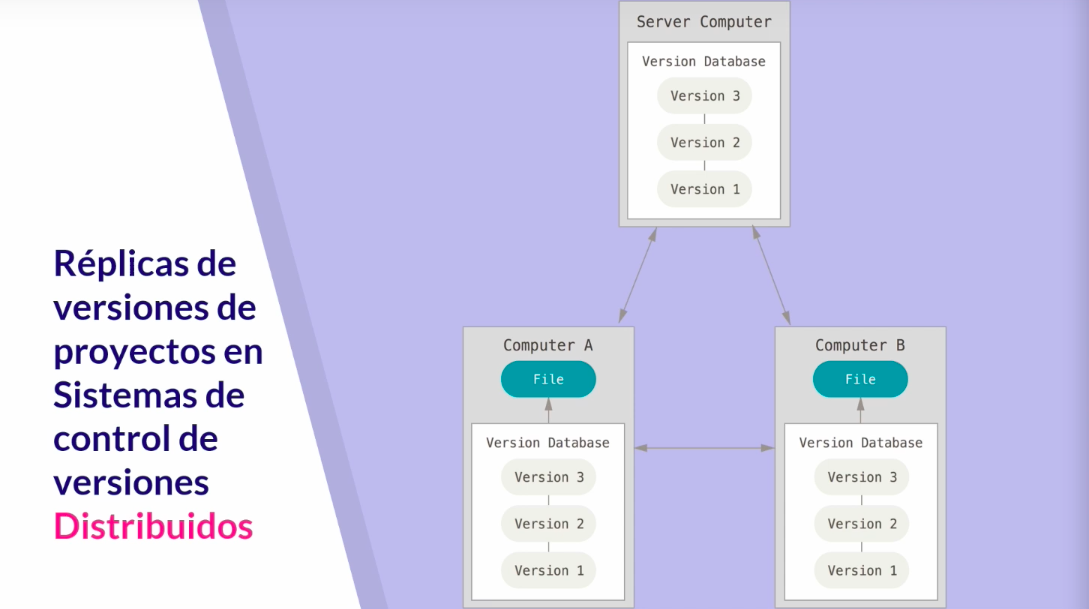 Réplicas de
versiones de
proyectos en
Sistemas de
control de
versiones
Distribuidos
Server Computer
Version Database
Version 3
Version 2
Version 1
Computer A
File
Version Database
Version 3
Version 2
Version 1
Computer B
File
Version Database
Version 3
Version 2
Version 1